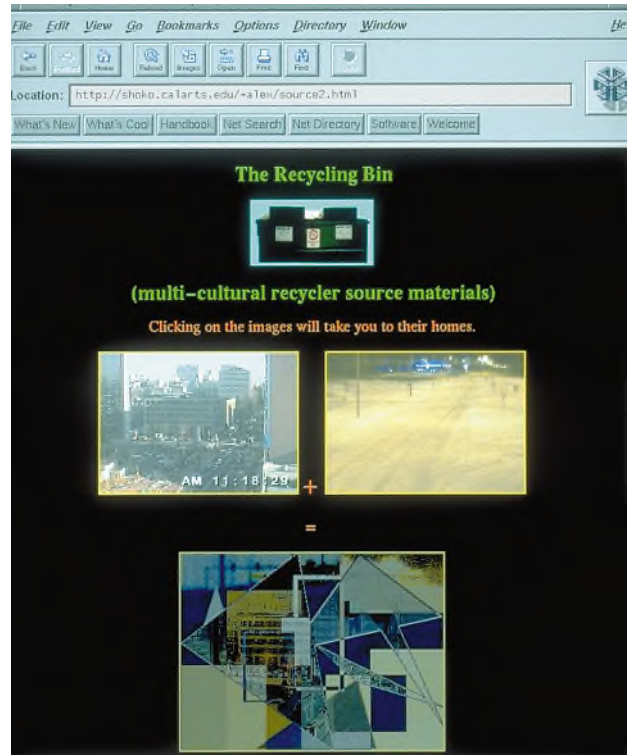 File Edit View Go Bookmarks Options Directory Window He
Back Home Reload Images Open Print Find
Location: http://shoko.calarts.edu/~alex/source2.html
What's New What's Cool Handbook Net Search Net Directory Software Welcome
The Recycling Bin
(multi-cultural recycler source materials)
Clicking on the images will take you to their homes.
AM 11:18:29
+
=